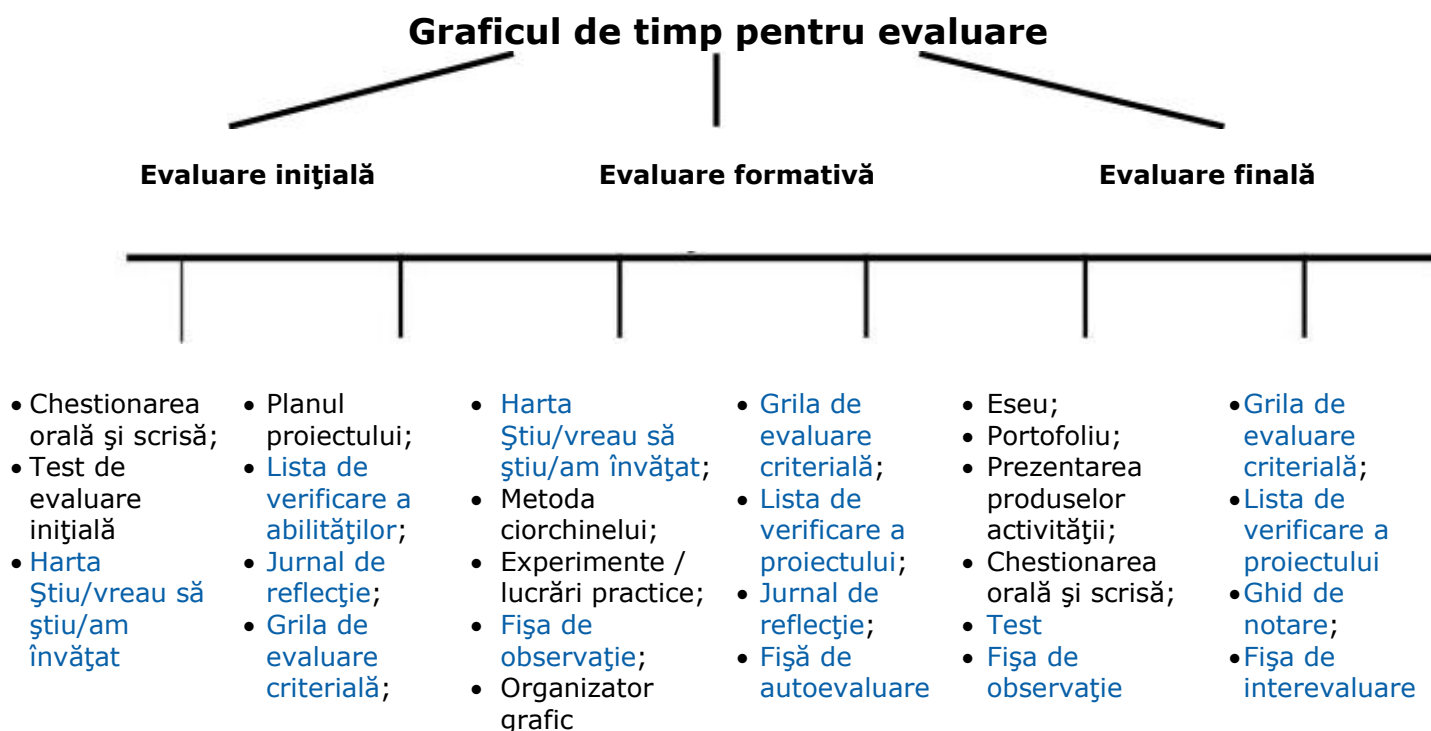 Graficul de timp pentru evaluare
Evaluare iniţială
Evaluare formativă
Evaluare finală
• Chestionarea
orală şi scrisă;
• Test de
evaluare
iniţială
• Harta
Ştiu/vreau să
ştiu/am
învăţat
• Planul
proiectului;
• Lista de
verificare a
abilităţilor;
• Jurnal de
reflecţie;
• Grila de
evaluare
criterială;
• Harta
Ştiu/vreau să
ştiu/am învăţat;
• Metoda
ciorchinelui;
• Experimente /
lucrări practice;
• Fişa de
observaţie;
• Organizator
grafic
• Grila de
evaluare
criterială;
• Lista de
verificare a
proiectului;
• Jurnal de
reflecţie;
• Fişă de
autoevaluare
• Eseu;
• Portofoliu;
• Prezentarea
produselor
activităţii;
• Chestionarea
orală şi scrisă;
• Test
• Fişa de
observaţie
•Grila de
evaluare
criterială;
•Lista de
verificare a
proiectului
•Ghid de
notare;
•Fişa de
interevaluare